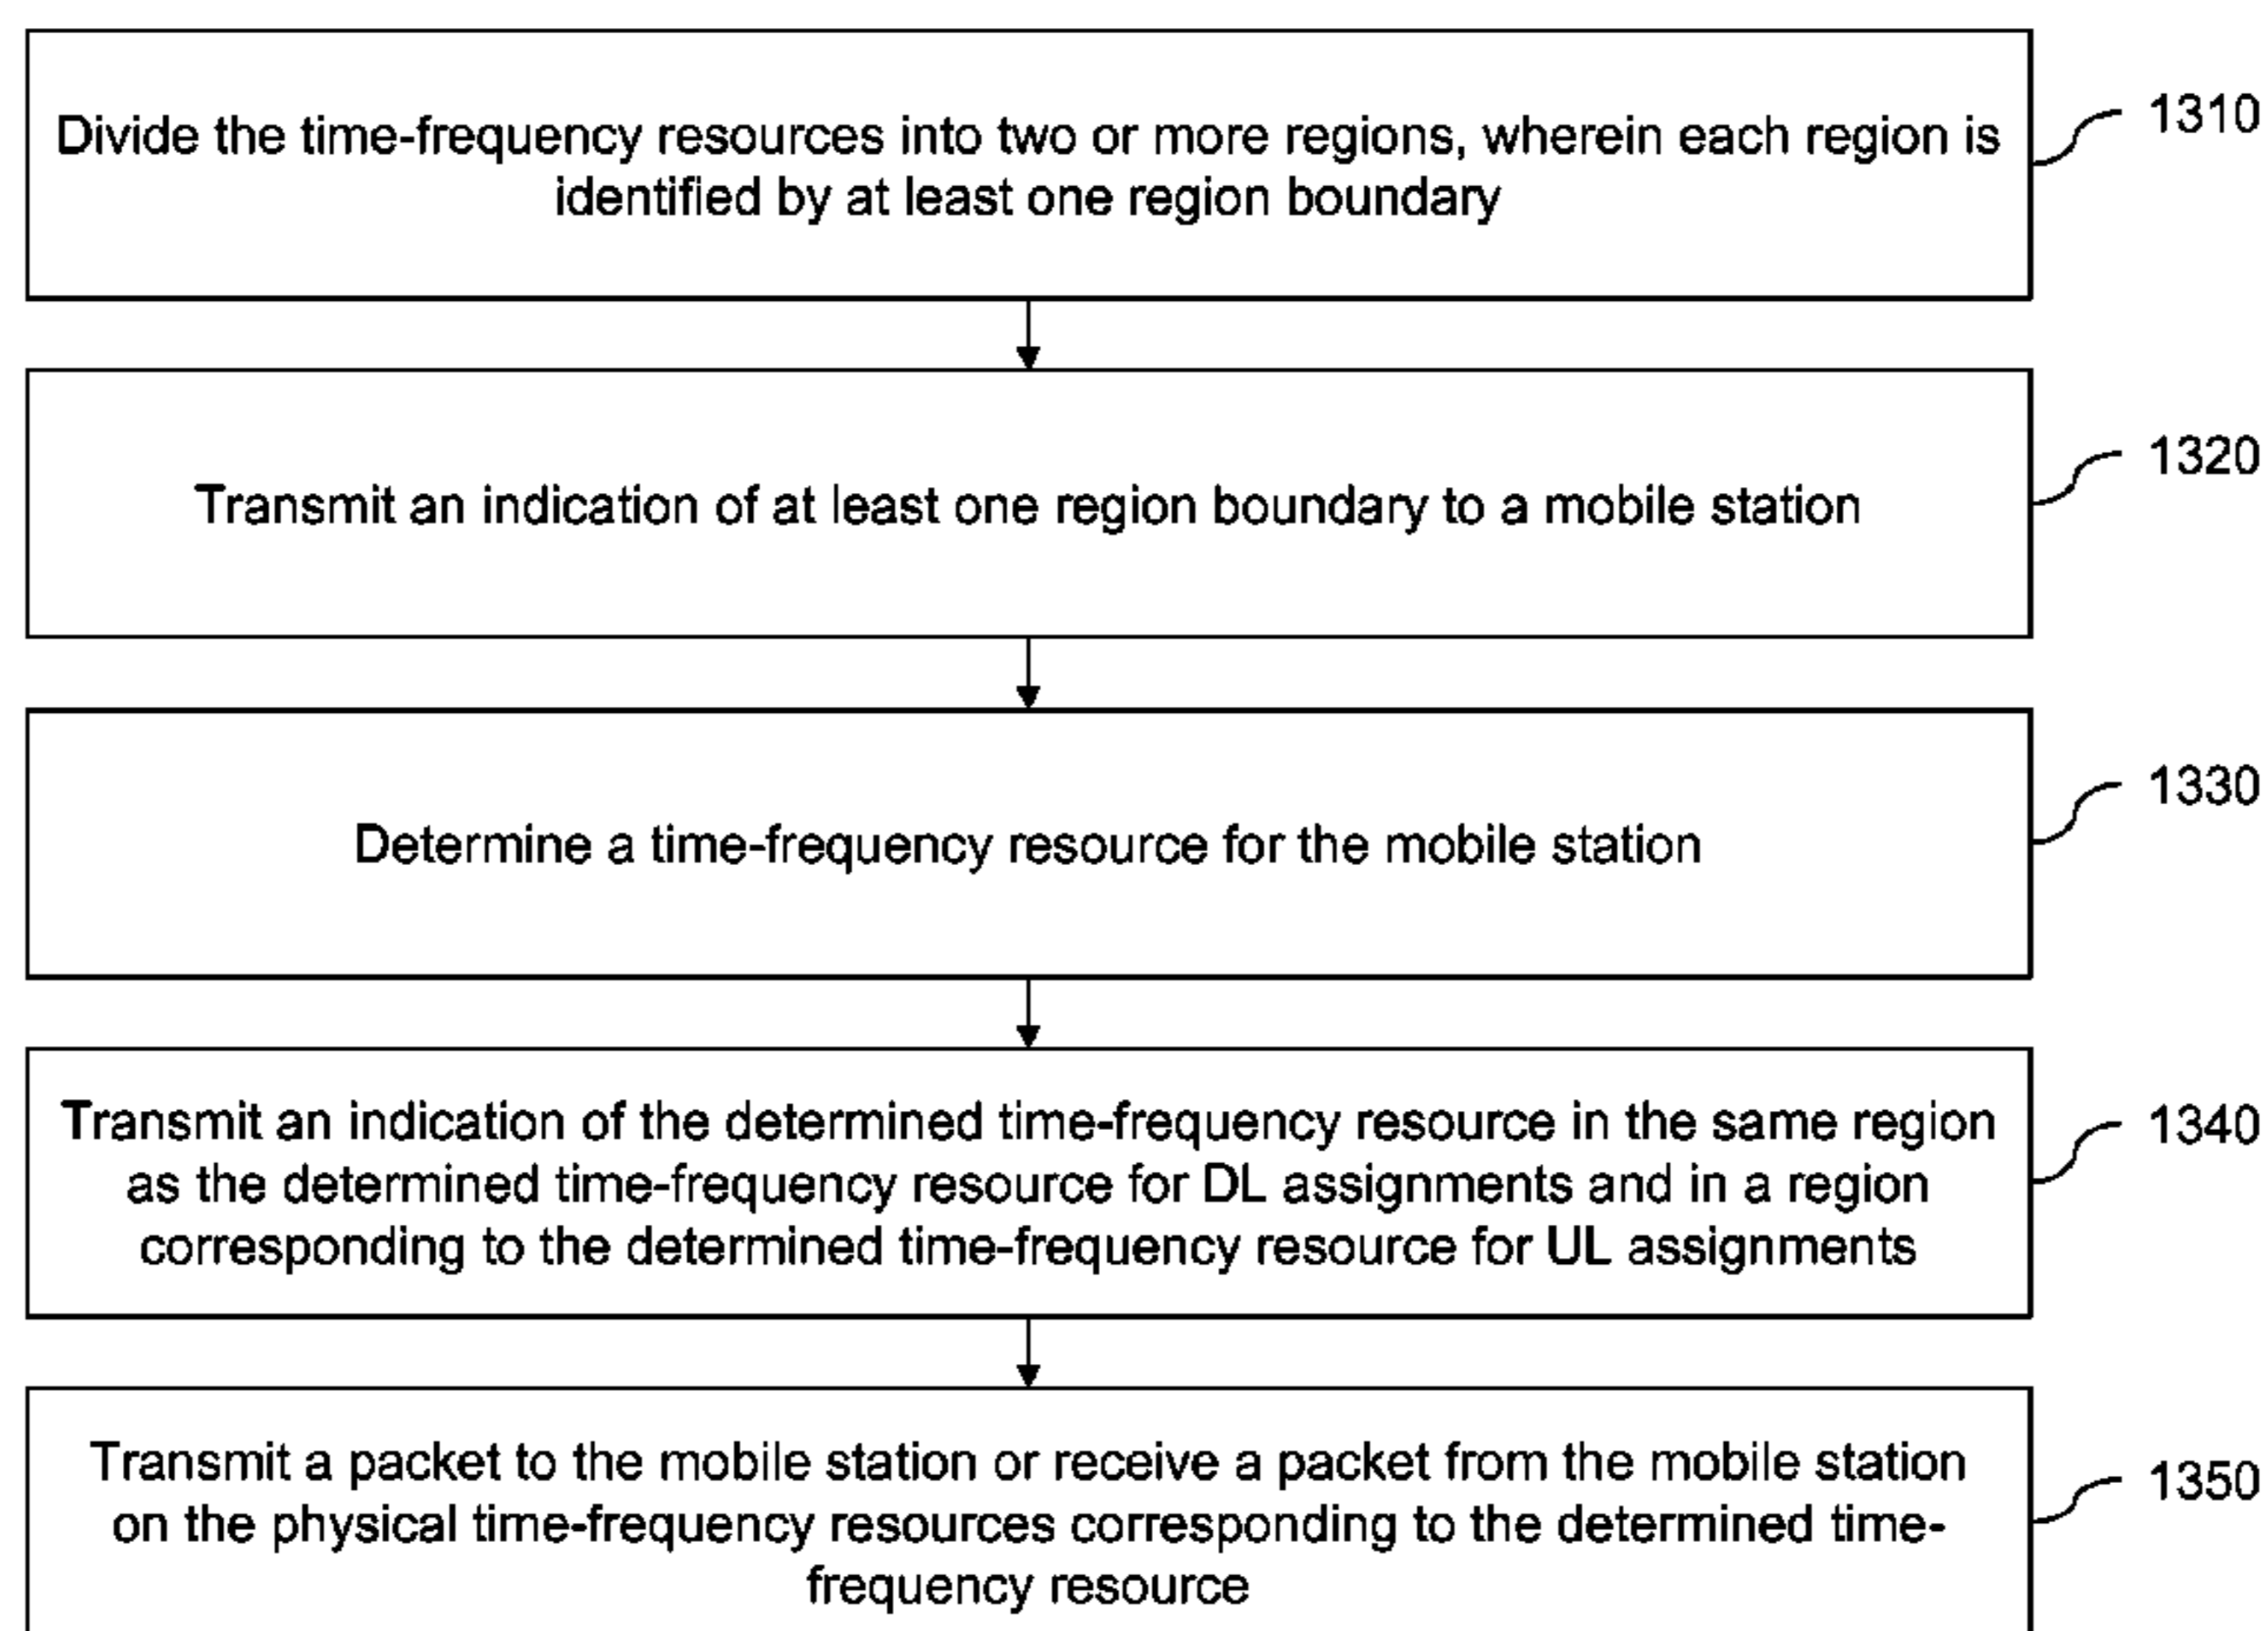 Divide the time-frequency resources into two or more regions, wherein each region is
identified by at least one region boundary
1310
Transmit an indication of at least one region boundary to a mobile station
1320
Determine a time-frequency resource for the mobile station
1330
Transmit an indication of the determined time-frequency resource in the same region
as the determined time-frequency resource for DL assignments and in a region
corresponding to the determined time-frequency resource for UL assignments
1340
Transmit a packet to the mobile station or receive a packet from the mobile station
on the physical time-frequency resources corresponding to the determined time-
frequency resource
1350